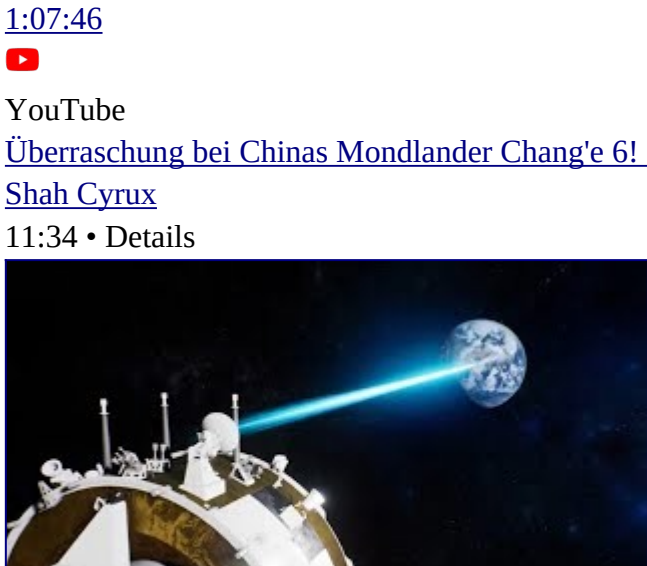 1:07:46
YouTube
Überraschung bei Chinas Mondlander Chang'e 6!
Shah Cyrux
11:34 • Details